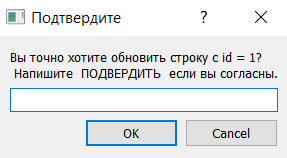 Подтвердите
Вы точно хотите обновить строку с id = 1?
Напишите ПОДВЕРДИТЬ если вы согласны.
OK
Cancel